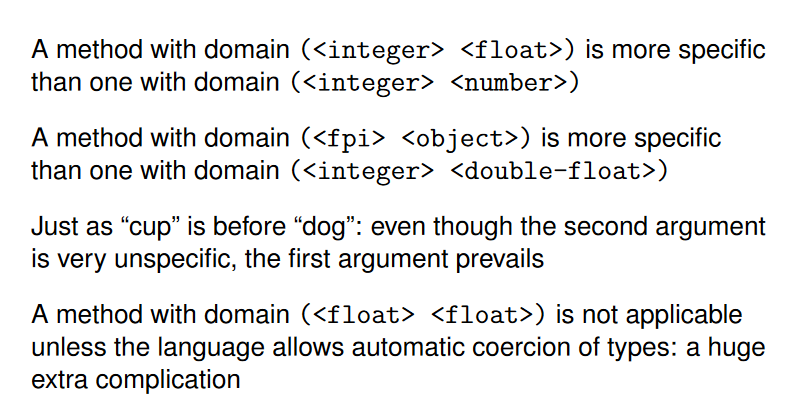 A method with domain (<integer> <float>) is more specific
than one with domain (<integer> <number>)
A method with domain (<fpi> <object>) is more specific
than one with domain (<integer> <double-float>)
Just as “cup” is before “dog”: even though the second argument
is very unspecific, the first argument prevails
A method with domain (<float> <float>) is not applicable
unless the language allows automatic coercion of types: a huge
extra complication